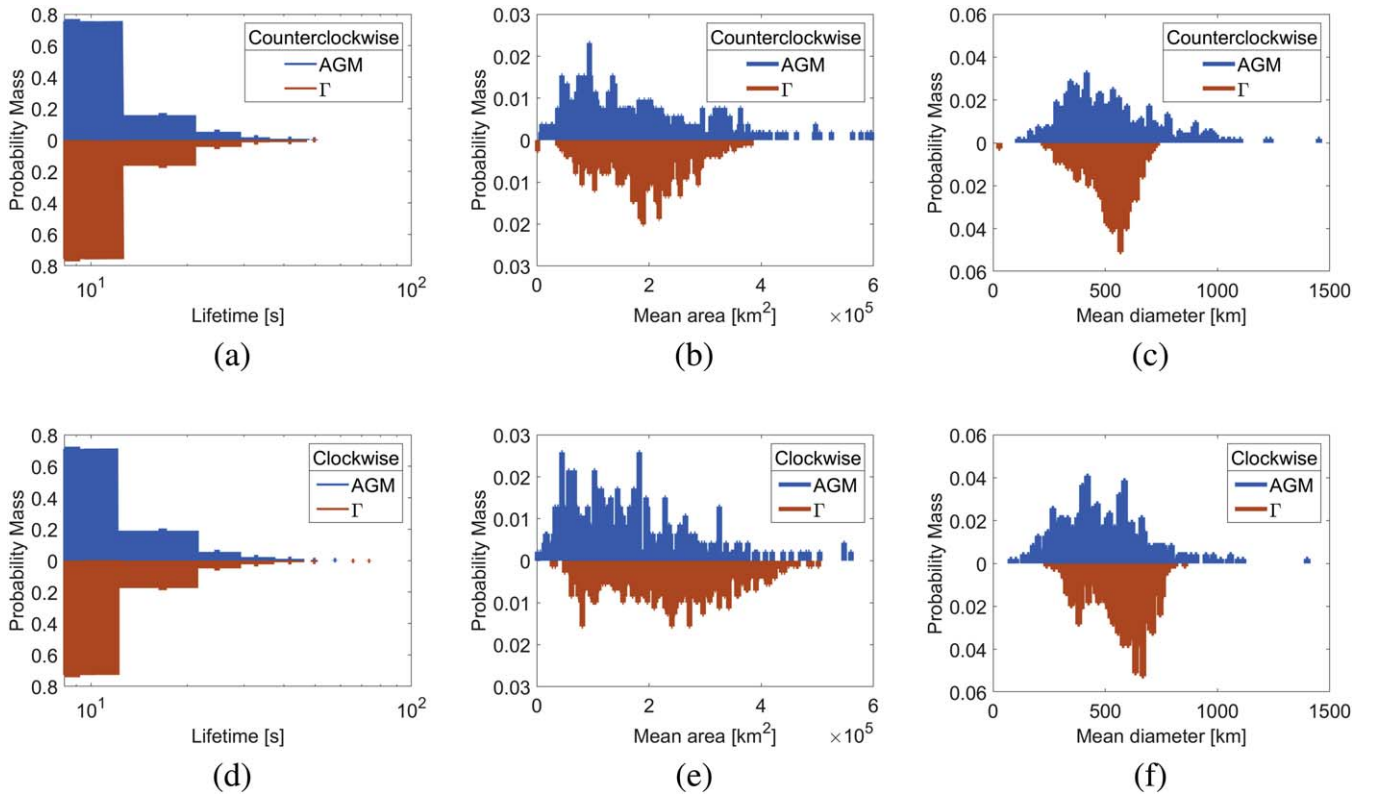 0.8
0.6
0.4
0.2
0
0.2
0.4
0.6
0.8
Probability Mass
Counterclockwise
AGM
Γ
10¹
10²
Lifetime [s]
(a)
0.03
0.02
0.01
0
0.01
0.02
0.03
Probability Mass
Counterclockwise
AGM
Γ
0
2
4
6
Mean area [km²]
×10⁵
(b)
0.06
0.04
0.02
0
0.02
0.04
0.06
Probability Mass
Counterclockwise
AGM
Γ
0
500
1000
1500
Mean diameter [km]
(c)
0.8
0.6
0.4
0.2
0
0.2
0.4
0.6
0.8
Probability Mass
Clockwise
AGM
Γ
10¹
10²
Lifetime [s]
(d)
0.03
0.02
0.01
0
0.01
0.02
0.03
Probability Mass
Clockwise
AGM
Γ
0
2
4
6
Mean area [km²]
×10⁵
(e)
0.06
0.04
0.02
0
0.02
0.04
0.06
Probability Mass
Clockwise
AGM
Γ
0
500
1000
1500
Mean diameter [km]
(f)